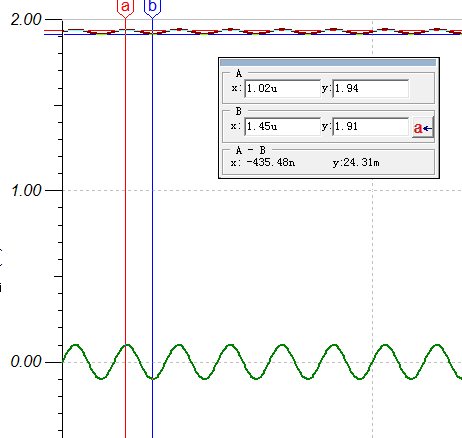 a b
2.00
A
x: 1.02u y: 1.94
B
x: 1.45u y: 1.91
a
A - B
x: -435.48n y:24.31m
1.00
0.00